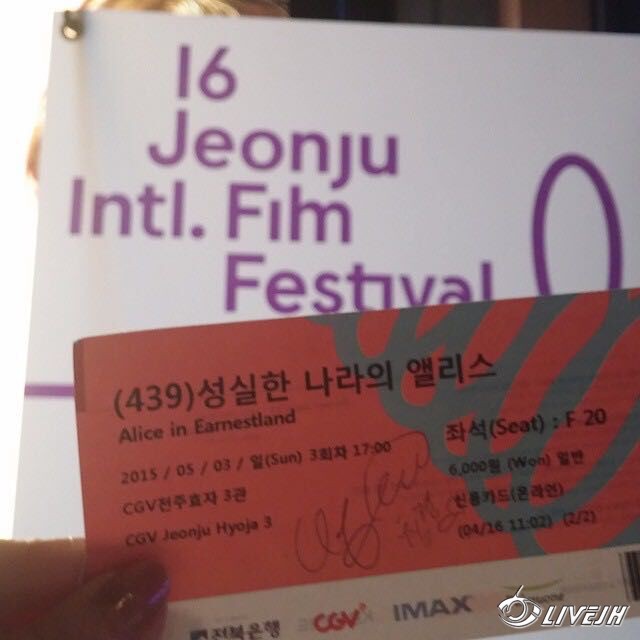 16
Jeonju
Intl. Film
Festival
(439)성실한 나라의 앨리스
Alice in Earnestland
좌석(Seat) : F 20
2015 / 05 / 03 / 일(Sun) 3회차 17:00
6,000원 (Won) 일반
CGV전주효자 3관
신용카드(온라인)
CGV Jeonju Hyoja 3
(04/16 11:02) (2/2)
전북은행
CGV
IMAX
LIVEJH